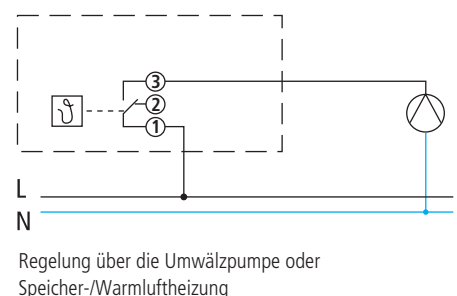 ③
②
ϑ
①
L
N
Regelung über die Umwälzpumpe oder
Speicher-/Warmluftheizung